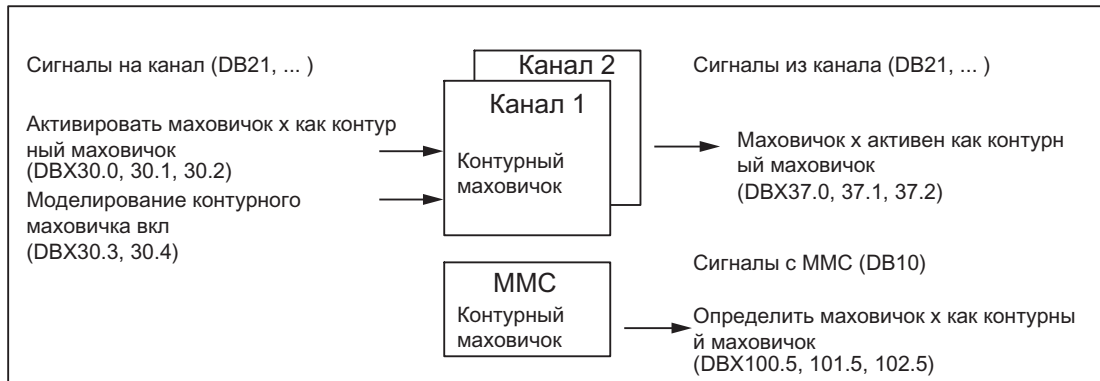 Сигналы на канал (DB21, ... )
Активировать маховичок x как контур
ный маховичок
(DBX30.0, 30.1, 30.2)
Моделирование контурного
маховичка вкл
(DBX30.3, 30.4)
Канал 2
Канал 1
Контурный
маховичок
Сигналы из канала (DB21, ... )
Маховичок x активен как контурн
ый маховичок
(DBX37.0, 37.1, 37.2)
MMC
Контурный
маховичок
Сигналы с MMC (DB10)
Определить маховичок x как контурны
й маховичок
(DBX100.5, 101.5, 102.5)